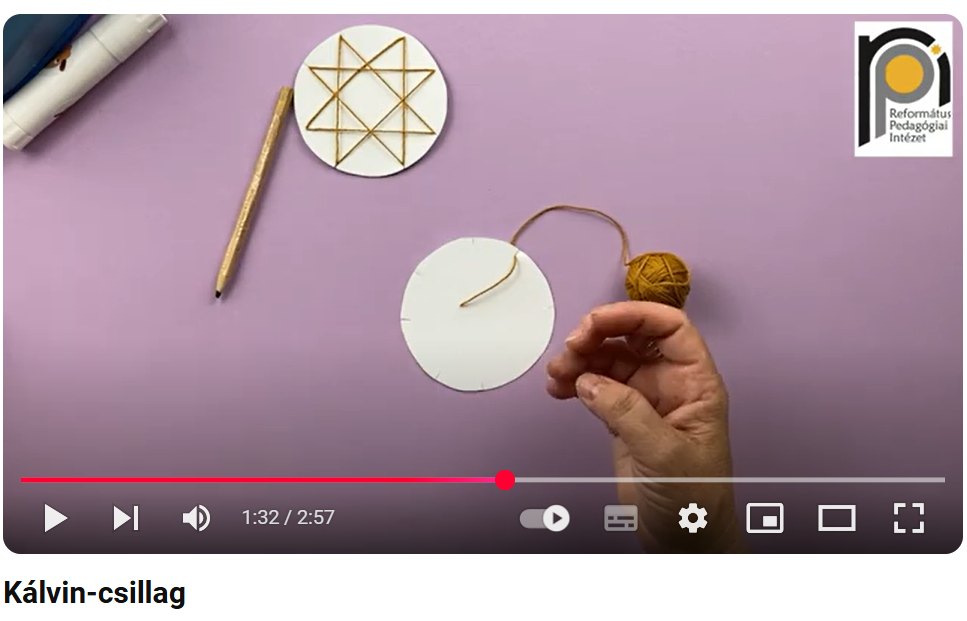 Református
Pedagógiai
Intézet
1:32 / 2:57
Kálvin-csillag